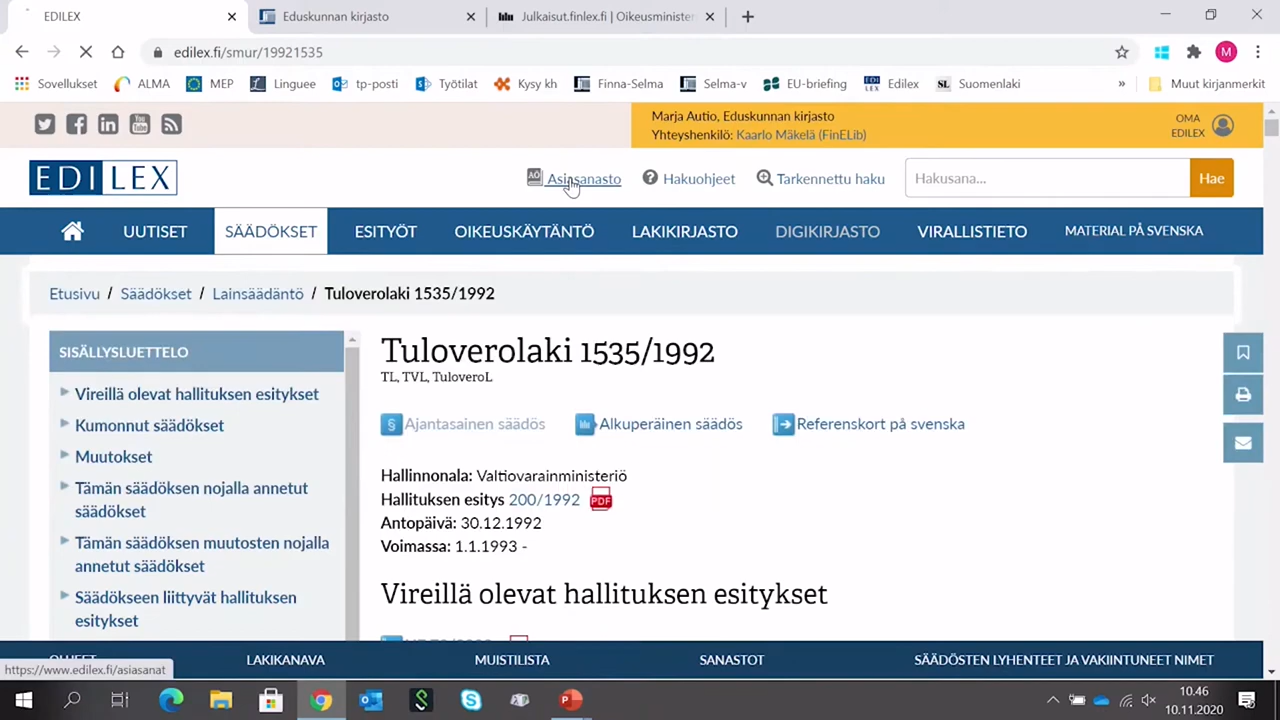 EDILEX
Eduskunnan kirjasto
Julkaisut.finlex.fi | Oikeusminister
edilex.fi/smur/19921535
M
Sovellukset
ALMA
MEP
Linguee
tp-posti
Työtilat
Kysy kh
Finna-Selma
Selma-v
EU-briefing
Edilex
Suomenlaki
»
Muut kirjanmerkit
Marja Autio, Eduskunnan kirjasto
Yhteyshenkilö: Kaarlo Mäkelä (FinELib)
OMA
EDILEX
EDILEX
Asiasanasto
Hakuohjeet
Tarkennettu haku
Hakusana...
Hae
UUTISET
SÄÄDÖKSET
ESITYÖT
OIKEUSKÄYTÄNTÖ
LAKIKIRJASTO
DIGIKIRJASTO
VIRALLISTIETO
MATERIAL PÅ SVENSKA
Etusivu / Säädökset / Lainsäädäntö / Tuloverolaki 1535/1992
SISÄLLYSLUETTELO
Vireillä olevat hallituksen esitykset
Kumonnut säädökset
Muutokset
Tämän säädöksen nojalla annetut
säädökset
Tämän säädöksen muutosten nojalla
annetut säädökset
Säädökseen liittyvät hallituksen
esitykset
Tuloverolaki 1535/1992
TL, TVL, TuloveroL
Ajantasainen säädös
Alkuperäinen säädös
Referenskort på svenska
Hallinnonala: Valtiovarainministeriö
Hallituksen esitys 200/1992 PDF
Antopäivä: 30.12.1992
Voimassa: 1.1.1993 -
Vireillä olevat hallituksen esitykset
LAKIKANAVA
MUISTILISTA
SANASTOT
SÄÄDÖSTEN LYHENTEET JA VAKIINTUNEET NIMET
https://www.edilex.fi/asiasanat
10.46
10.11.2020